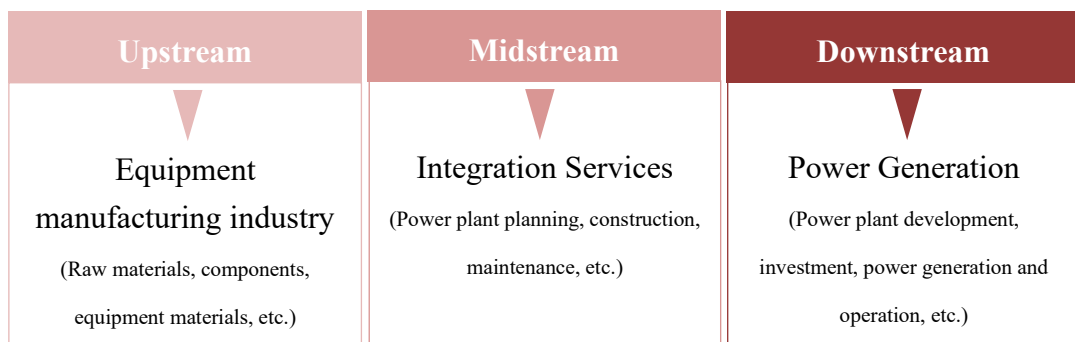 Upstream
Equipment
manufacturing industry
(Raw materials, components,
equipment materials, etc.)
Midstream
Integration Services
(Power plant planning, construction,
maintenance, etc.)
Downstream
Power Generation
(Power plant development,
investment, power generation and
operation, etc.)